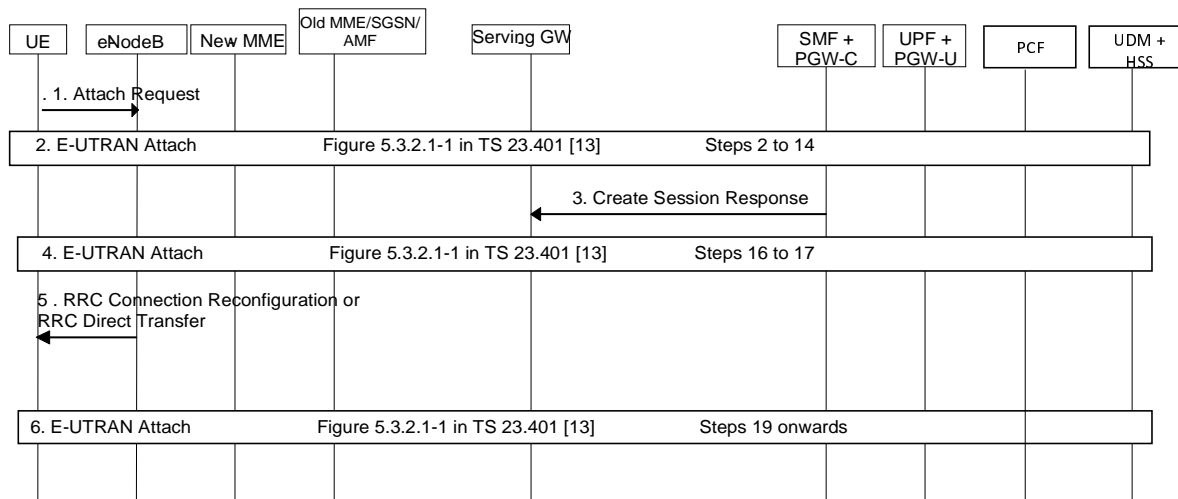 UE
eNodeB
New MME
Old MME/SGSN/
AMF
Serving GW
SMF +
PGW-C
UPF +
PGW-U
PCF
UDM +
HSS
. 1. Attach Request
2. E-UTRAN Attach Figure 5.3.2.1-1 in TS 23.401 [13] Steps 2 to 14
3. Create Session Response
4. E-UTRAN Attach Figure 5.3.2.1-1 in TS 23.401 [13] Steps 16 to 17
5 . RRC Connection Reconfiguration or
RRC Direct Transfer
6. E-UTRAN Attach Figure 5.3.2.1-1 in TS 23.401 [13] Steps 19 onwards